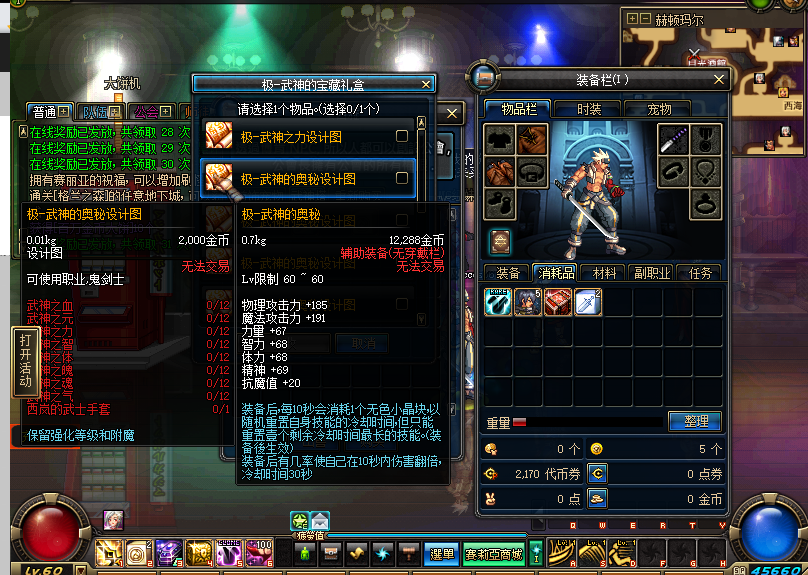 赫顿玛尔
月光酒館
西海
大饼机
普通
队伍
公会
在线奖励已发放，共领取 28 次
在线奖励已发放，共领取 29 次
在线奖励已发放，共领取 30 次
拥有赛丽亚的祝福，可以增加刷
通关[格兰之森]的任意地下城，
极-武神的宝藏礼盒
请选择1个物品。(选择0/1个)
极-武神之力设计图
极-武神的奥秘设计图
极-武神的奥秘设计图
0.01kg
2,000金币
设计图
无法交易
可使用职业,鬼剑士
武神之血 0/12
武神之元 0/12
武神之力 0/12
武神之智 0/12
武神之体 0/12
武神之魄 0/12
武神之魂 0/12
武神之气 0/12
西岚的武士手套 0/1
保留强化等级和附魔
极-武神的奥秘
0.7kg
12,288金币
辅助装备(无穿戴栏)
无法交易
Lv限制 60 ~ 60
物理攻击力 +185
魔法攻击力 +191
力量 +67
智力 +68
体力 +68
精神 +69
抗魔值 +20
装备后,每10秒会消耗1个无色小晶块,以
随机重置自身技能的冷却时间,但只能
重置壹个剩余冷却时间最长的技能。(装
备後生效)
装备后有几率使自己在10秒内伤害翻倍,
冷却时间30秒
取消
打开活动
装备栏(I)
物品栏
时装
宠物
装备
消耗品
材料
副职业
任务
重量
整理
0 个
5 个
2,170 代币券
0 点券
0 点
0 金币
疲劳值
選單
赛莉亞商城
Q W E R T Y
A S D F G H
Lv.60
45660